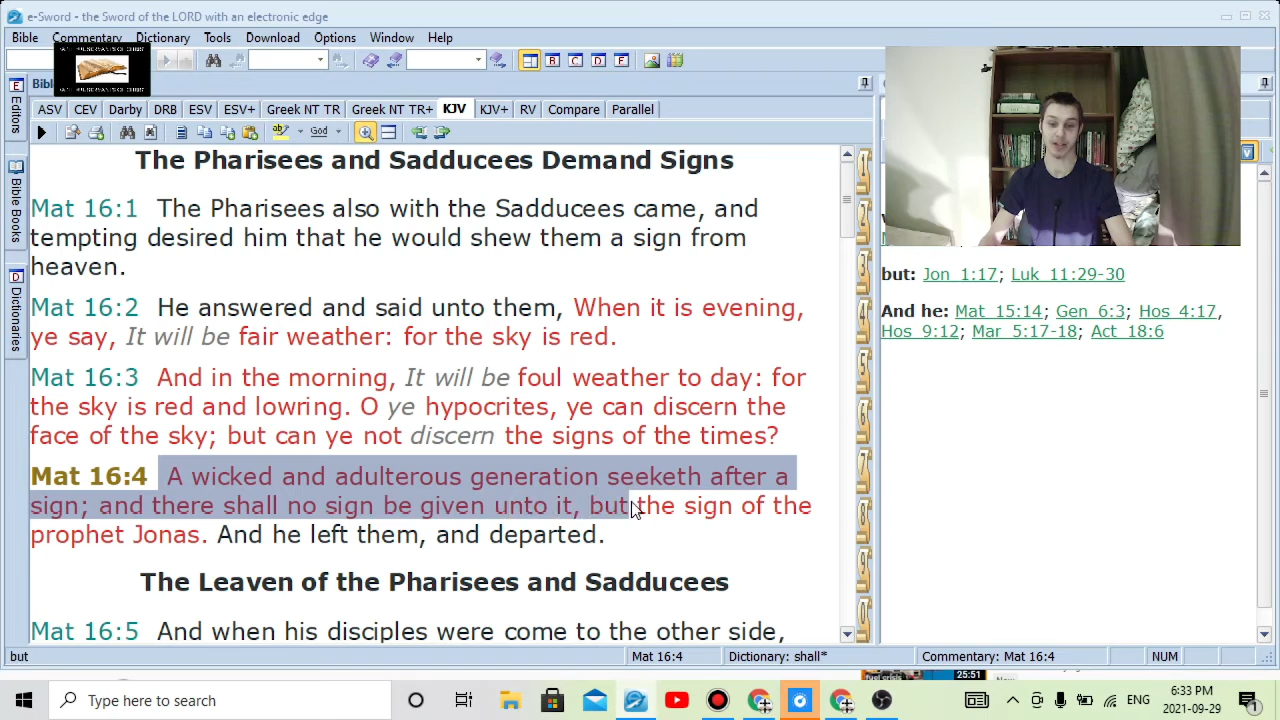 e-Sword - the Sword of the LORD with an electronic edge
Bible Commentary Dictionary Tools Download Options Window Help
B C D F
Editors
ASV CEV Darby DRB ESV ESV+ Greek NT TR Greek NT TR+ KJV KJV+ RV Compare Parallel
God
Bible Books
Dictionaries
The Pharisees and Sadducees Demand Signs
Mat 16:1 The Pharisees also with the Sadducees came, and
tempting desired him that he would shew them a sign from
heaven.
Mat 16:2 He answered and said unto them, When it is evening,
ye say, It will be fair weather: for the sky is red.
Mat 16:3 And in the morning, It will be foul weather to day: for
the sky is red and lowring. O ye hypocrites, ye can discern the
face of the sky; but can ye not discern the signs of the times?
Mat 16:4 A wicked and adulterous generation seeketh after a
sign; and there shall no sign be given unto it, but the sign of the
prophet Jonas. And he left them, and departed.
The Leaven of the Pharisees and Sadducees
Mat 16:5 And when his disciples were come to the other side,
but: Jon 1:17; Luk 11:29-30
And he: Mat 15:14; Gen 6:3; Hos 4:17,
Hos 9:12; Mar 5:17-18; Act 18:6
but Mat 16:4 Dictionary: shall* Commentary: Mat 16:4 NUM
25:51
Type here to search
ENG
6:33 PM
2021-09-29
1